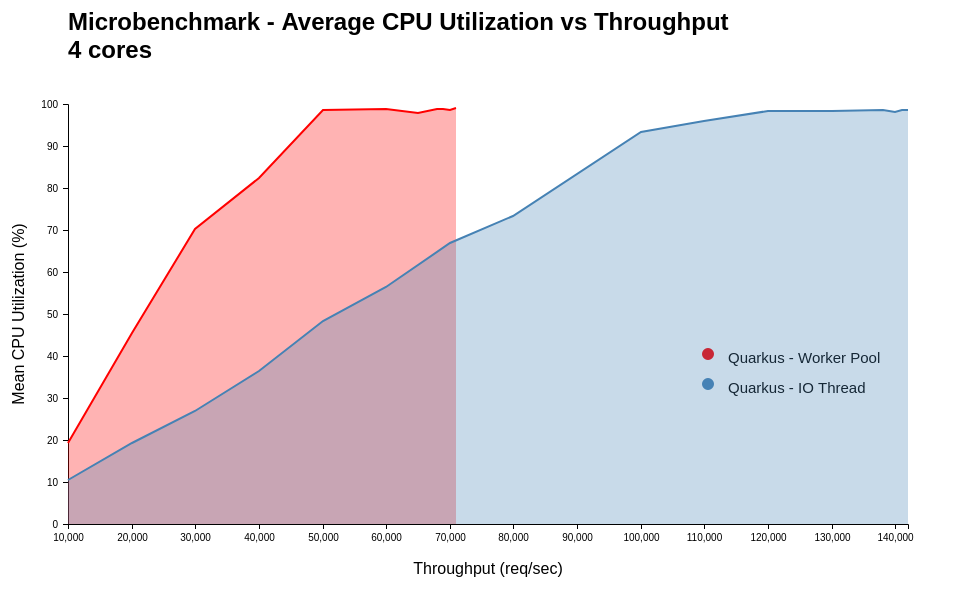 Microbenchmark - Average CPU Utilization vs Throughput
4 cores
Mean CPU Utilization (%)
100
90
80
70
60
50
40
30
20
10
0
Quarkus - Worker Pool
Quarkus - IO Thread
10,000 20,000 30,000 40,000 50,000 60,000 70,000 80,000 90,000 100,000 110,000 120,000 130,000 140,000
Throughput (req/sec)